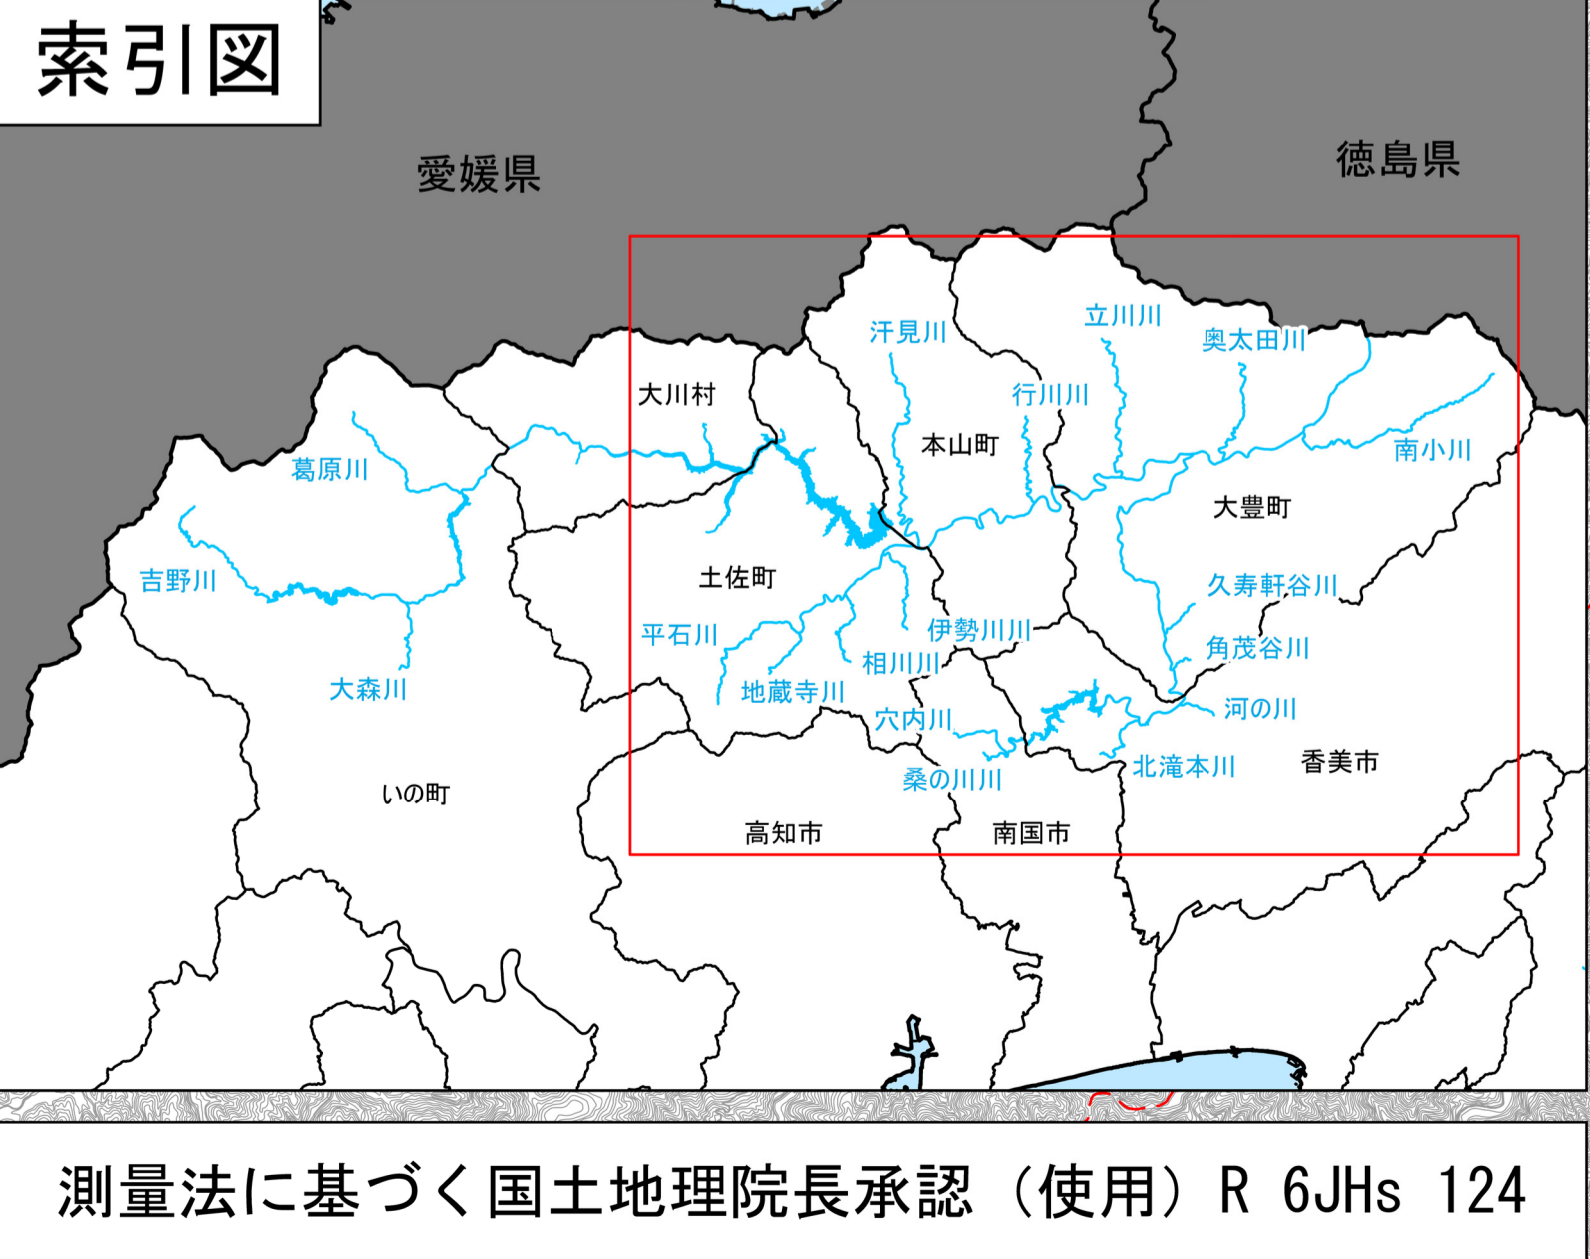 索引図
愛媛県
徳島県
立川川
汗見川
奥太田川
大川村
行川川
本山町
南小川
葛原川
大豊町
吉野川
土佐町
久寿軒谷川
平石川
伊勢川川
角茂谷川
相川川
大森川
地蔵寺川
河の川
穴内川
香美市
北滝本川
桑の川川
いの町
高知市
南国市
測量法に基づく国土地理院長承認（使用）R 6JHs 124